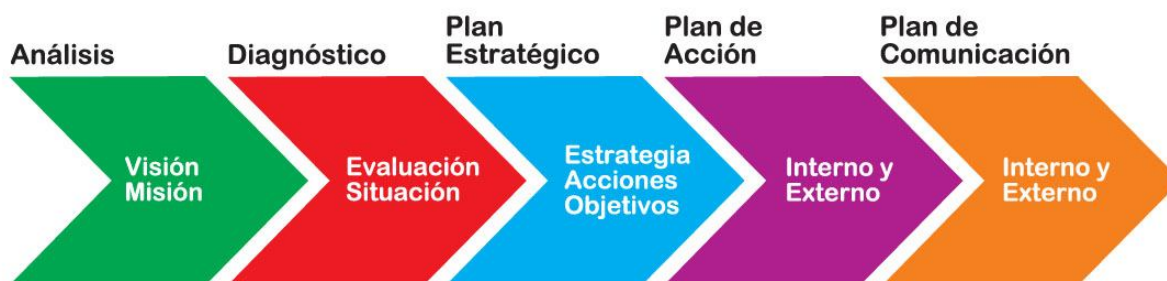 Análisis
Visión
Misión
Diagnóstico
Evaluación
Situación
Plan
Estratégico
Estrategia
Acciones
Objetivos
Plan de
Acción
Interno y
Externo
Plan de
Comunicación
Interno y
Externo